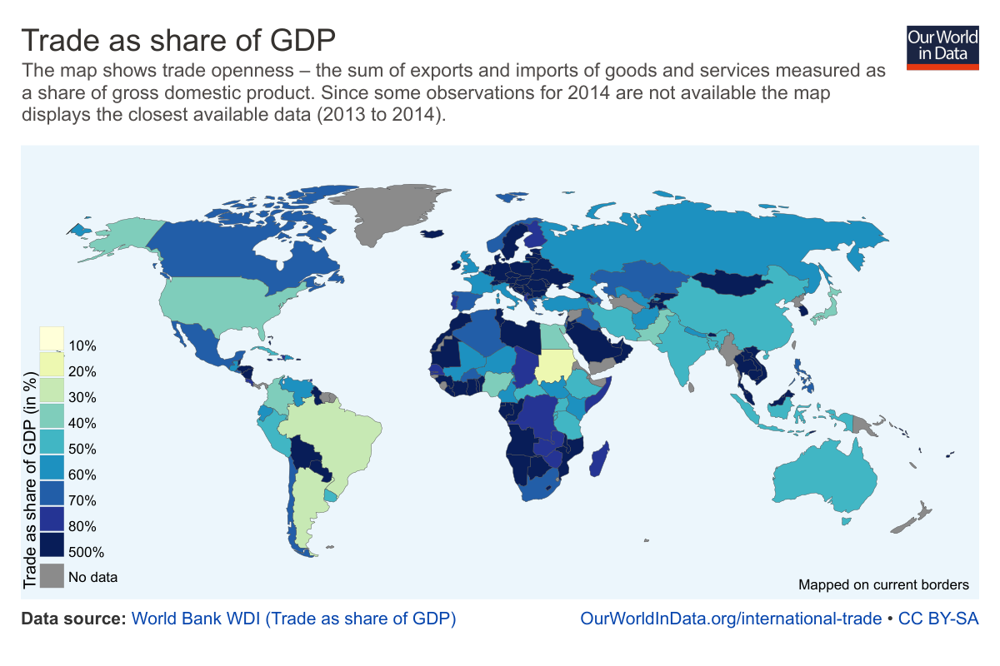 Trade as share of GDP
Our World
in Data
The map shows trade openness – the sum of exports and imports of goods and services measured as
a share of gross domestic product. Since some observations for 2014 are not available the map
displays the closest available data (2013 to 2014).
Trade as share of GDP (in %)
10%
20%
30%
40%
50%
60%
70%
80%
500%
No data
Mapped on current borders
Data source: World Bank WDI (Trade as share of GDP)
OurWorldInData.org/international-trade • CC BY-SA